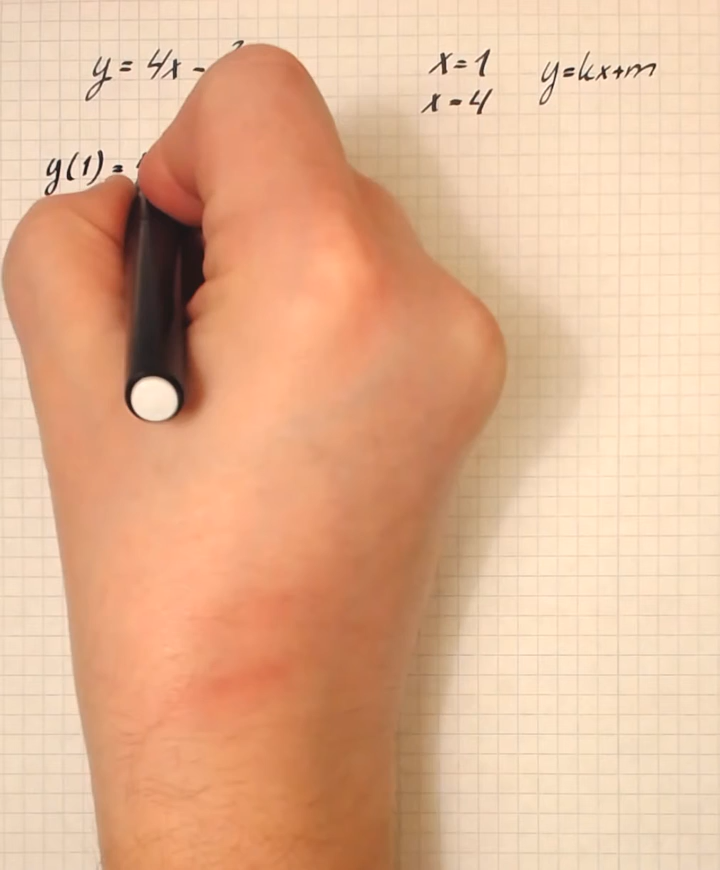 y = 4x -
x=1
x=4
y=kx+m
y(1) =